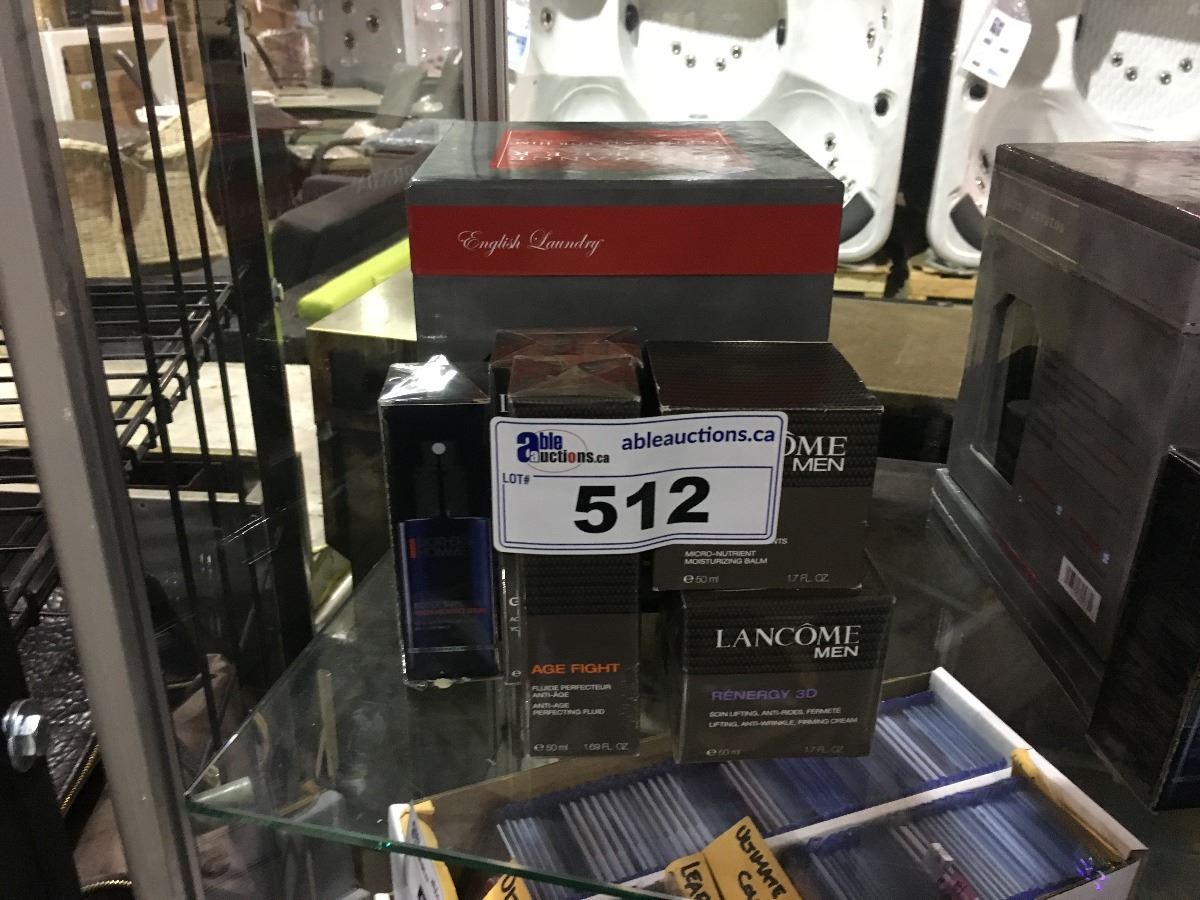 English Laundry
able
auctions.ca
ableauctions.ca
LOT#
512
BIOTHERM
HOMME
AGE FIGHT
FLUIDE PERFECTEUR
ANTI-ÂGE
ANTI-AGE
PERFECTING FLUID
e 50 ml 1.69 FL. OZ
ÔME
MEN
MICRO-NUTRIENT
MOISTURIZING BALM
e 50 ml 1.7 FL. OZ
LANCÔME
MEN
RÉNERGY 3D
SOIN LIFTING, ANTI-RIDES, FERMETÉ
LIFTING, ANTI-WRINKLE, FIRMING CREAM
e 50 ml 1.7 FL. OZ
ULTIMATE